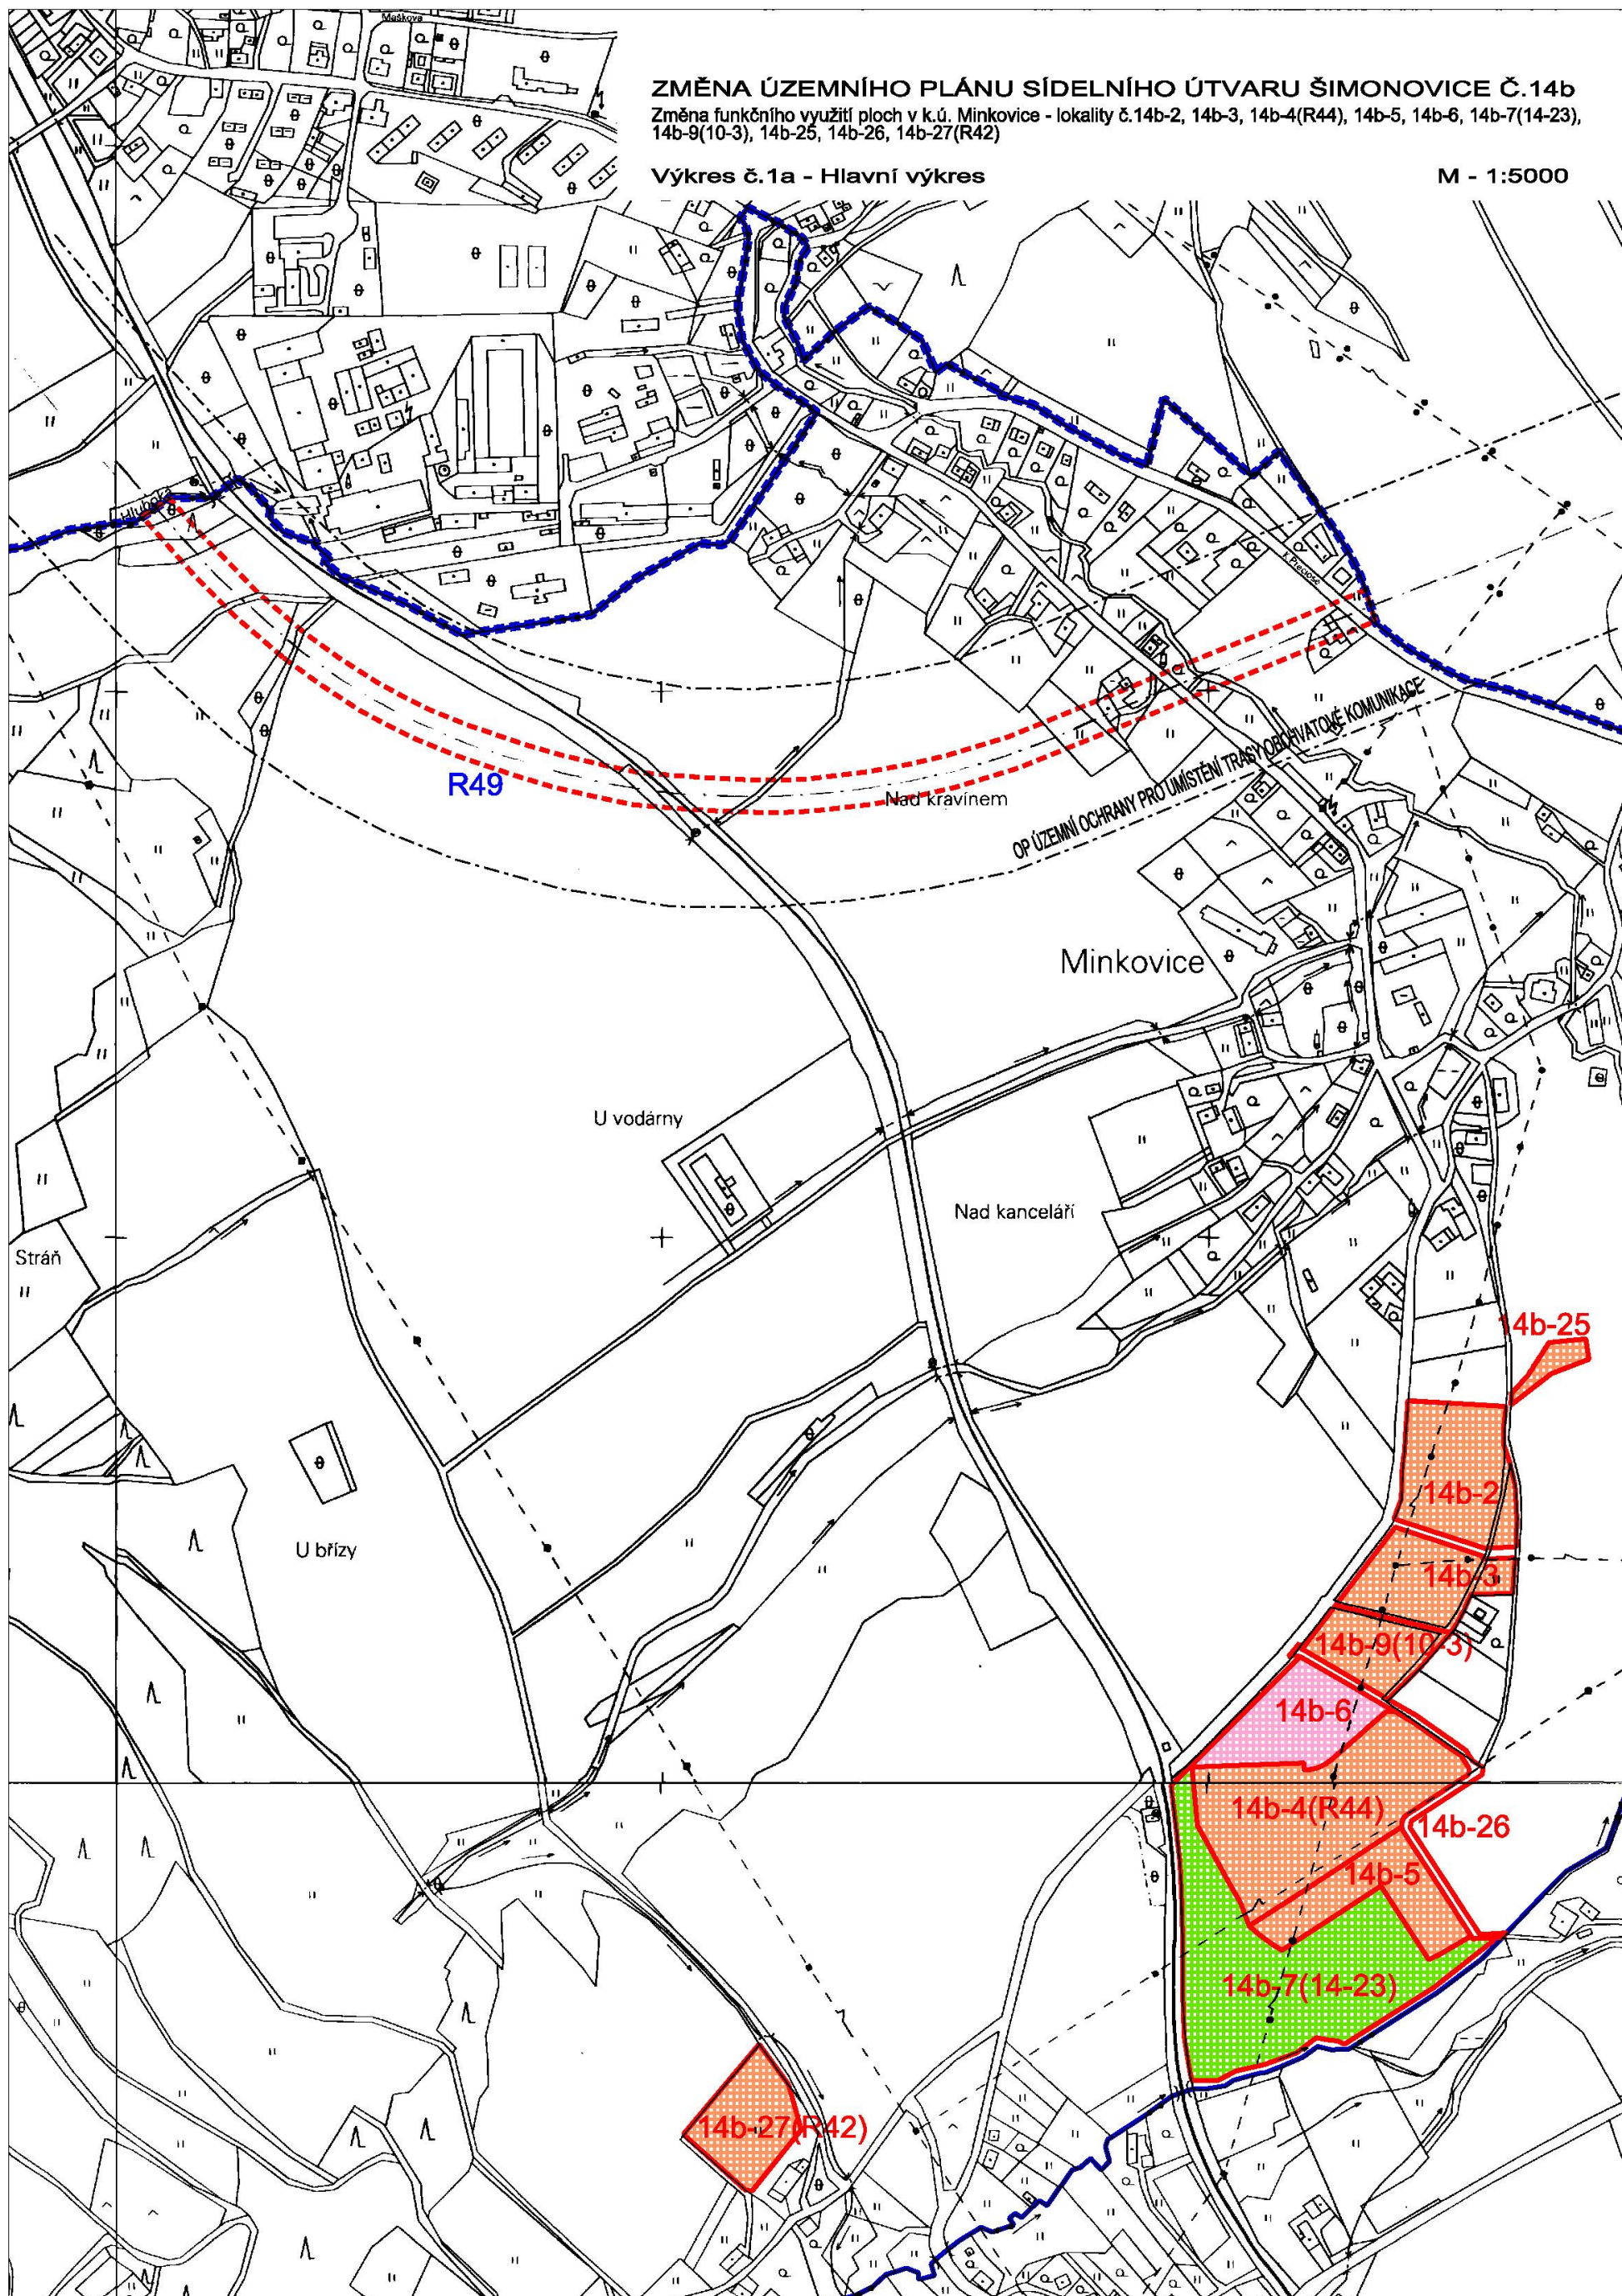 Maškova
ZMĚNA ÚZEMNÍHO PLÁNU SÍDELNÍHO ÚTVARU ŠIMONOVICE Č.14b
Změna funkčního využití ploch v k.ú. Minkovice - lokality č.14b-2, 14b-3, 14b-4(R44), 14b-5, 14b-6, 14b-7(14-23),
14b-9(10-3), 14b-25, 14b-26, 14b-27(R42)
Výkres č.1a - Hlavní výkres
M - 1:5000
Hluboká
k Preciose
R49
Nad kravínem
OP ÚZEMNÍ OCHRANY PRO UMÍSTĚNÍ TRASY OBCHVATOVÉ KOMUNIKACE
Minkovice
U vodárny
Nad kanceláří
Stráň
14b-25
14b-2
U břízy
14b-3
14b-9(10-3)
14b-6
14b-4(R44)
14b-26
14b-5
14b-7(14-23)
14b-27(R42)